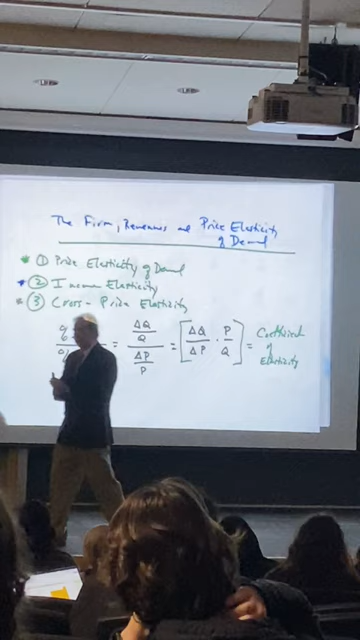 The Firm, Revenues and Price Elasticity
of Demand
① Price Elasticity of Demand
② Income Elasticity
③ Cross-Price Elasticity
% = ΔQ/Q / ΔP/P = [ΔQ/ΔP · P/Q] = Coefficient
of
Elasticity